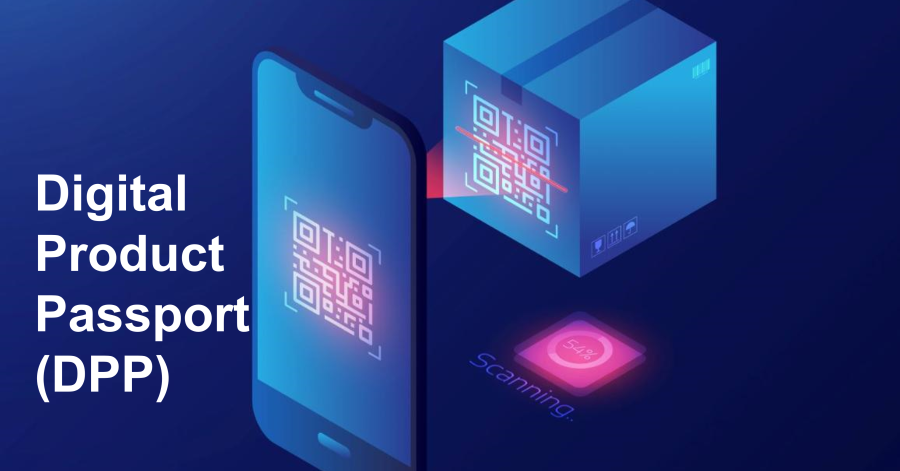 Digital
Product
Passport
(DPP)
54%
Scanning..